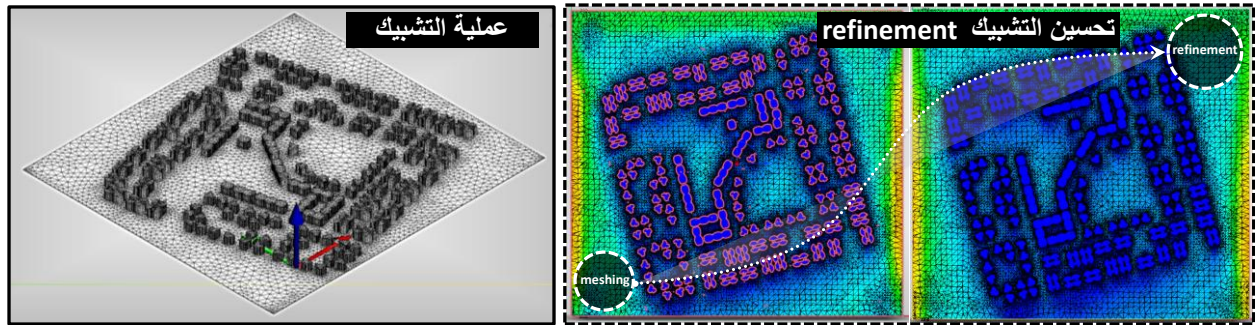 عملية التشبيك
تحسين التشبيك refinement
refinement
meshing